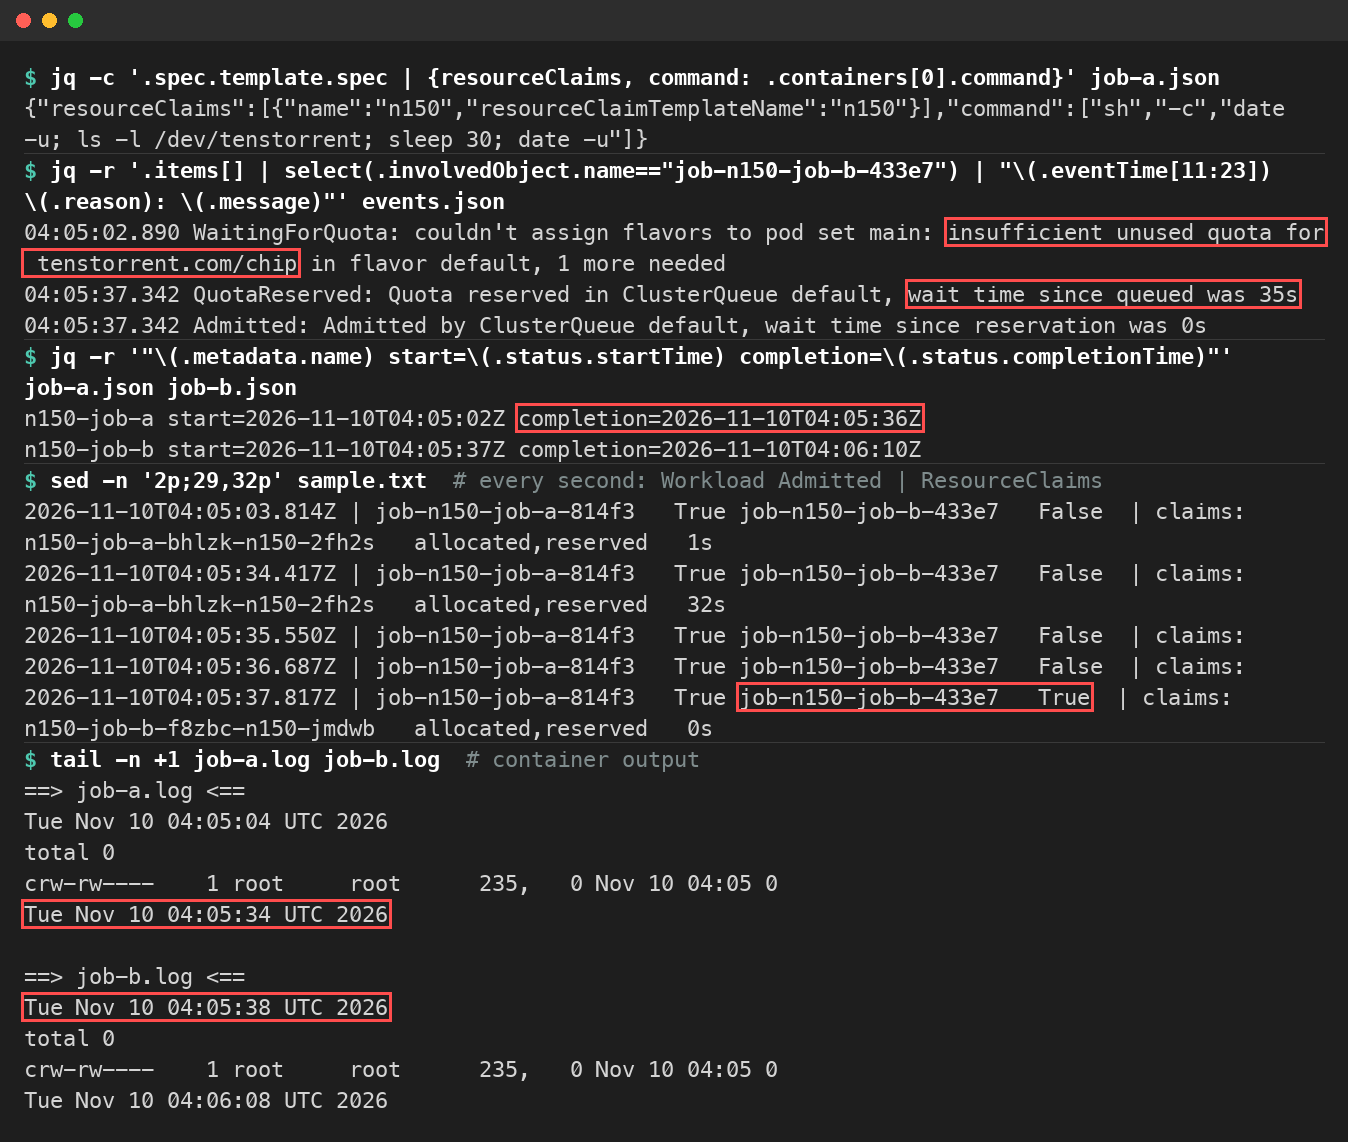 $ jq -c '.spec.template.spec | {resourceClaims, command: .containers[0].command}' job-a.json
{"resourceClaims":[{"name":"n150","resourceClaimTemplateName":"n150"}],"command":["sh","-c","date
-u; ls -l /dev/tenstorrent; sleep 30; date -u"]}
$ jq -r '.items[] | select(.involvedObject.name=="job-n150-job-b-433e7") | "\(.eventTime[11:23])
\(.reason): \(.message)"' events.json
04:05:02.890 WaitingForQuota: couldn't assign flavors to pod set main: insufficient unused quota for
 tenstorrent.com/chip in flavor default, 1 more needed
04:05:37.342 QuotaReserved: Quota reserved in ClusterQueue default, wait time since queued was 35s
04:05:37.342 Admitted: Admitted by ClusterQueue default, wait time since reservation was 0s
$ jq -r '"\(.metadata.name) start=\(.status.startTime) completion=\(.status.completionTime)"'
job-a.json job-b.json
n150-job-a start=2026-11-10T04:05:02Z completion=2026-11-10T04:05:36Z
n150-job-b start=2026-11-10T04:05:37Z completion=2026-11-10T04:06:10Z
$ sed -n '2p;29,32p' sample.txt  # every second: Workload Admitted | ResourceClaims
2026-11-10T04:05:03.814Z | job-n150-job-a-814f3   True job-n150-job-b-433e7   False  | claims:
n150-job-a-bhlzk-n150-2fh2s   allocated,reserved   1s
2026-11-10T04:05:34.417Z | job-n150-job-a-814f3   True job-n150-job-b-433e7   False  | claims:
n150-job-a-bhlzk-n150-2fh2s   allocated,reserved   32s
2026-11-10T04:05:35.550Z | job-n150-job-a-814f3   True job-n150-job-b-433e7   False  | claims:
2026-11-10T04:05:36.687Z | job-n150-job-a-814f3   True job-n150-job-b-433e7   False  | claims:
2026-11-10T04:05:37.817Z | job-n150-job-a-814f3   True job-n150-job-b-433e7   True  | claims:
n150-job-b-f8zbc-n150-jmdwb   allocated,reserved   0s
$ tail -n +1 job-a.log job-b.log  # container output
==> job-a.log <==
Tue Nov 10 04:05:04 UTC 2026
total 0
crw-rw----    1 root     root      235,   0 Nov 10 04:05 0
Tue Nov 10 04:05:34 UTC 2026
==> job-b.log <==
Tue Nov 10 04:05:38 UTC 2026
total 0
crw-rw----    1 root     root      235,   0 Nov 10 04:05 0
Tue Nov 10 04:06:08 UTC 2026